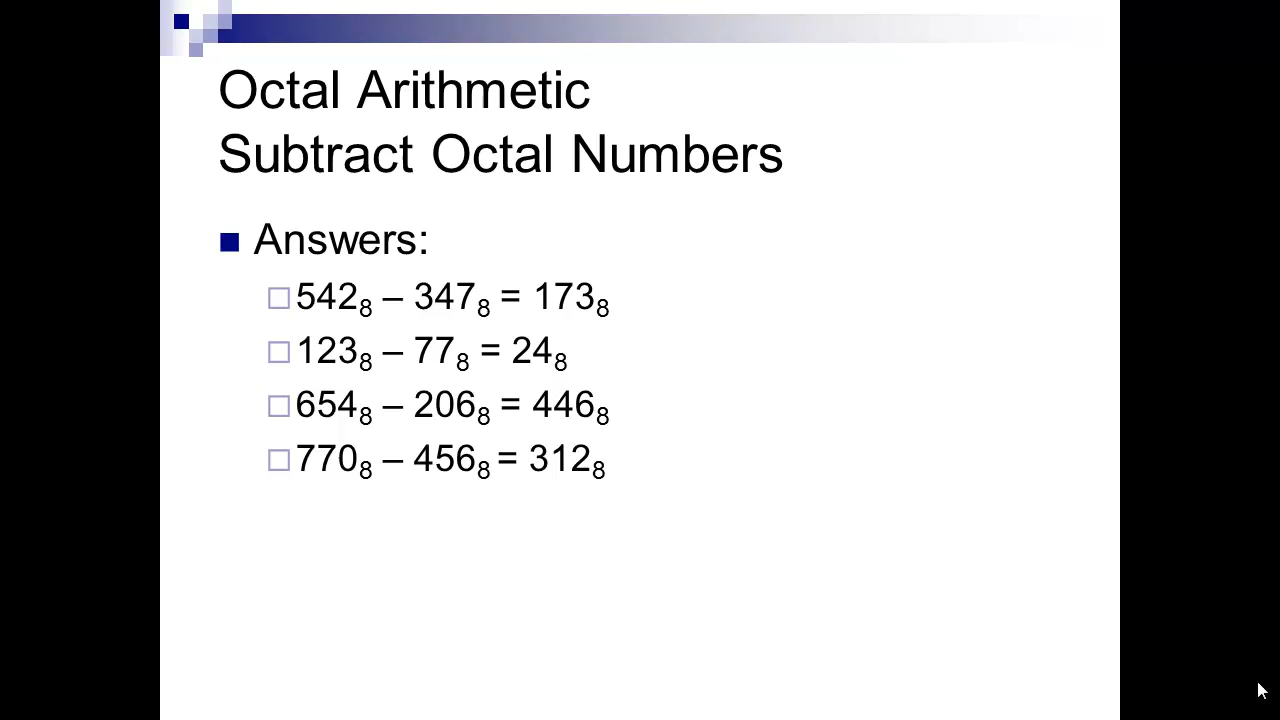 Octal Arithmetic
Subtract Octal Numbers
Answers:
542₈ – 347₈ = 173₈
123₈ – 77₈ = 24₈
654₈ – 206₈ = 446₈
770₈ – 456₈ = 312₈